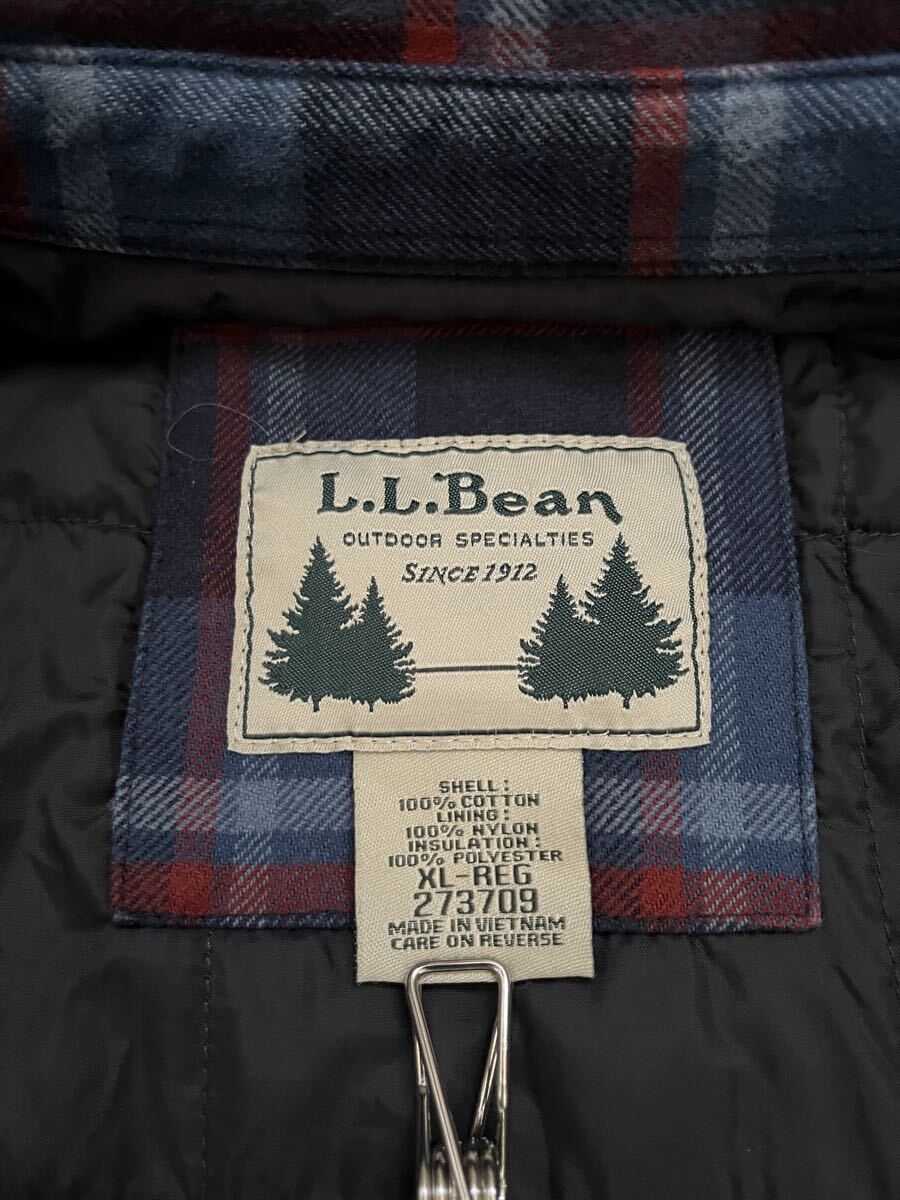 L.L.Bean
OUTDOOR SPECIALTIES
SINCE 1912
SHELL:
100% COTTON
LINING:
100% NYLON
INSULATION:
100% POLYESTER
XL-REG
273709
MADE IN VIETNAM
CARE ON REVERSE